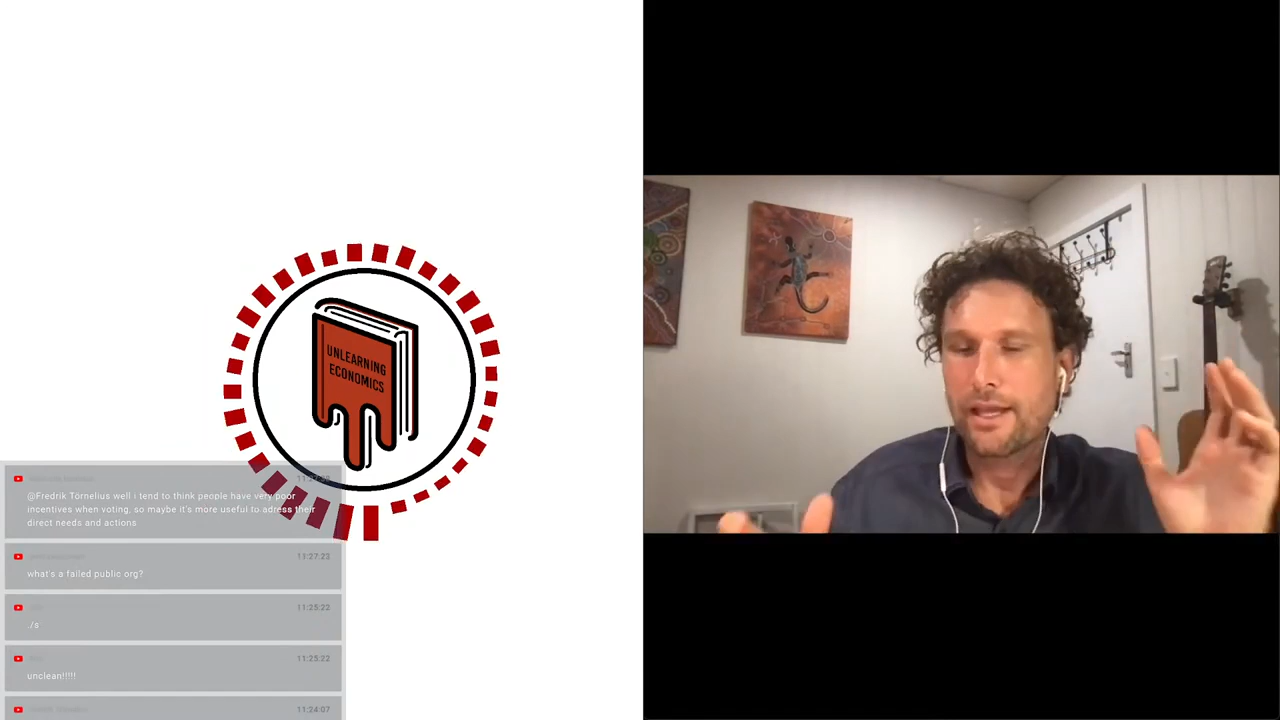 UNLEARNING
ECONOMICS
@Fredrik Törnelius well i tend to think people have very poor
incentives when voting, so maybe it's more useful to adress their
direct needs and actions
11:27:23
what's a failed public org?
11:25:22
./s
11:25:22
unclean!!!!!
11:24:07